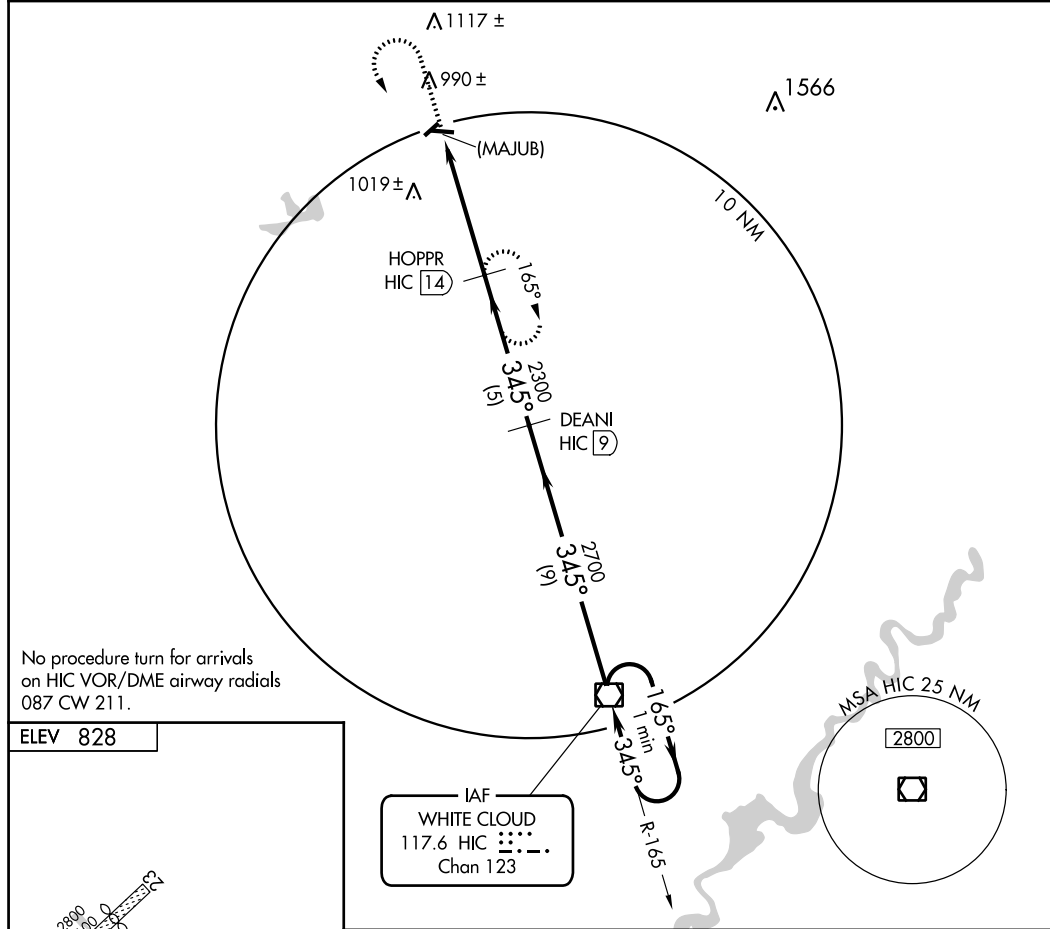 1117 ±
990 ±
1566
(MAJUB)
1019 ±
10 NM
HOPPR
HIC 14
165°
2300
345°
(5)
DEANI
HIC 9
2700
345°
(9)
No procedure turn for arrivals
on HIC VOR/DME airway radials
087 CW 211.
165°
1 min
345°
R-165
MSA HIC 25 NM
2800
ELEV 828
IAF
WHITE CLOUD
117.6 HIC
Chan 123
23
2800